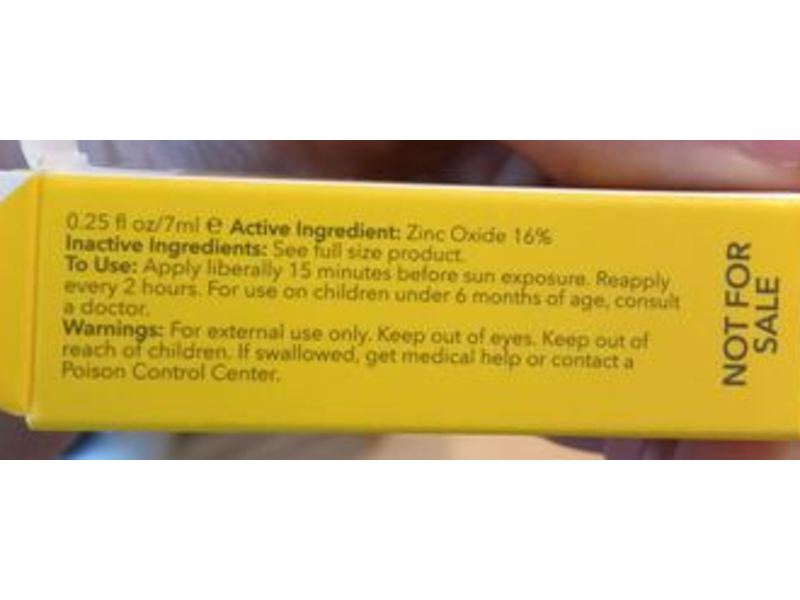 0.25 fl oz/7ml ℮ Active Ingredient: Zinc Oxide 16%
Inactive Ingredients: See full size product.
To Use: Apply liberally 15 minutes before sun exposure. Reapply
every 2 hours. For use on children under 6 months of age, consult
a doctor.
Warnings: For external use only. Keep out of eyes. Keep out of
reach of children. If swallowed, get medical help or contact a
Poison Control Center.
NOT FOR
SALE